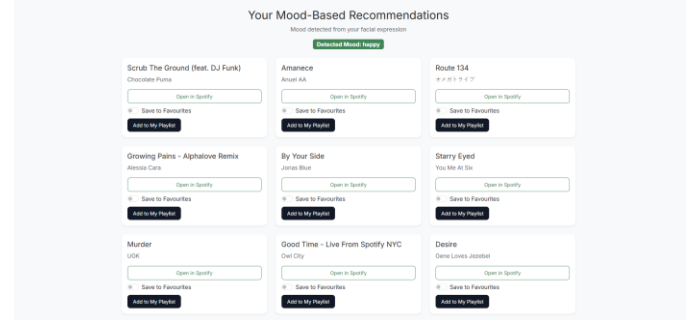 Your Mood-Based Recommendations
Mood detected from your facial expression
Detected Mood: happy
Scrub The Ground (feat. DJ Funk)
Chocolate Puma
Open in Spotify
Save to Favourites
Add to My Playlist
Amanece
Anuel AA
Open in Spotify
Save to Favourites
Add to My Playlist
Route 134
オメガトライブ
Open in Spotify
Save to Favourites
Add to My Playlist
Growing Pains - Alphalove Remix
Alessia Cara
Open in Spotify
Save to Favourites
Add to My Playlist
By Your Side
Jonas Blue
Open in Spotify
Save to Favourites
Add to My Playlist
Starry Eyed
You Me At Six
Open in Spotify
Save to Favourites
Add to My Playlist
Murder
UGK
Open in Spotify
Save to Favourites
Add to My Playlist
Good Time - Live From Spotify NYC
Owl City
Open in Spotify
Save to Favourites
Add to My Playlist
Desire
Gene Loves Jezebel
Open in Spotify
Save to Favourites
Add to My Playlist